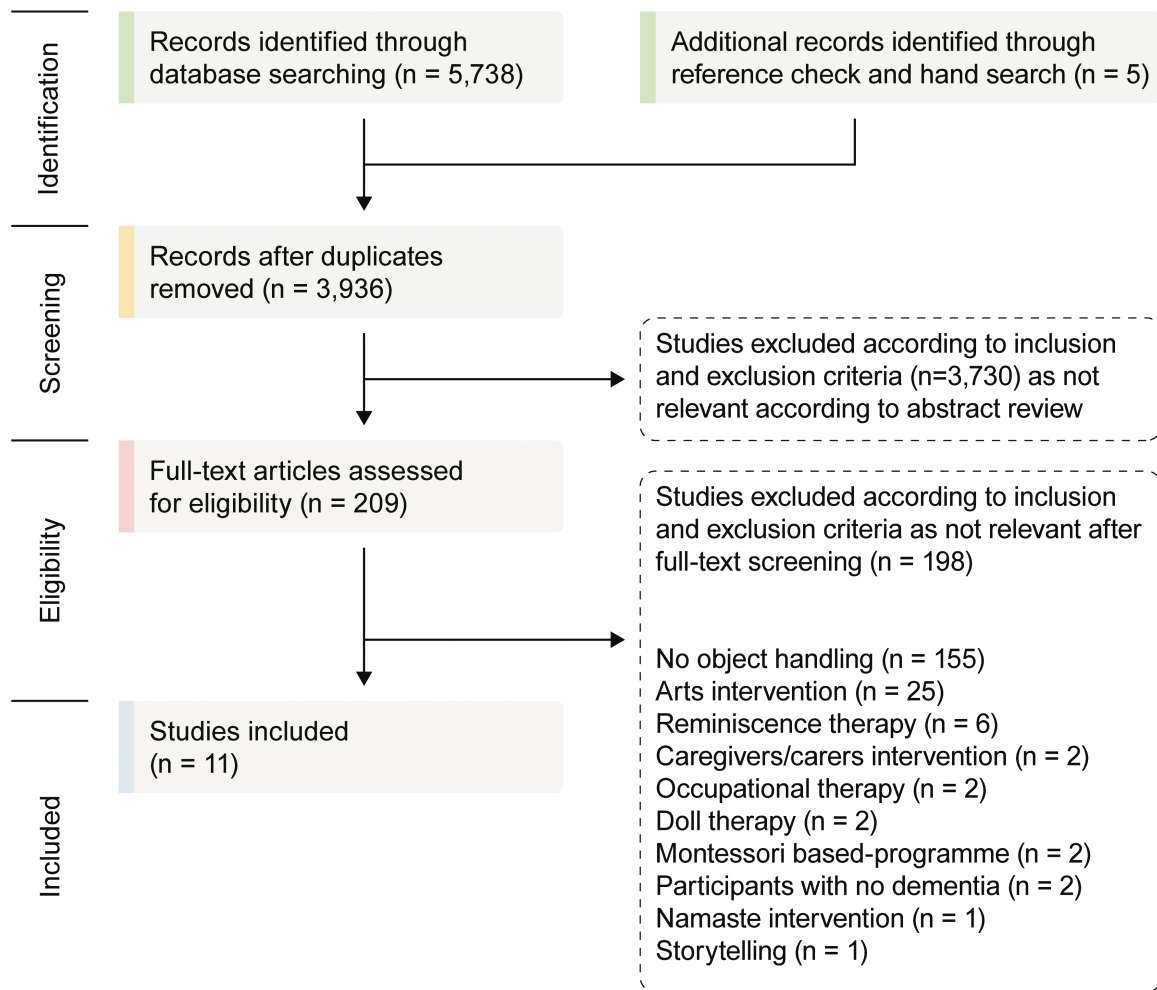 Identification
Records identified through
database searching (n = 5,738)
Additional records identified through
reference check and hand search (n = 5)
Screening
Records after duplicates
removed (n = 3,936)
Studies excluded according to inclusion
and exclusion criteria (n=3,730) as not
relevant according to abstract review
Eligibility
Full-text articles assessed
for eligibility (n = 209)
Studies excluded according to inclusion
and exclusion criteria as not relevant after
full-text screening (n = 198)
No object handling (n = 155)
Arts intervention (n = 25)
Reminiscence therapy (n = 6)
Caregivers/carers intervention (n = 2)
Occupational therapy (n = 2)
Doll therapy (n = 2)
Montessori based-programme (n = 2)
Participants with no dementia (n = 2)
Namaste intervention (n = 1)
Storytelling (n = 1)
Included
Studies included
(n = 11)